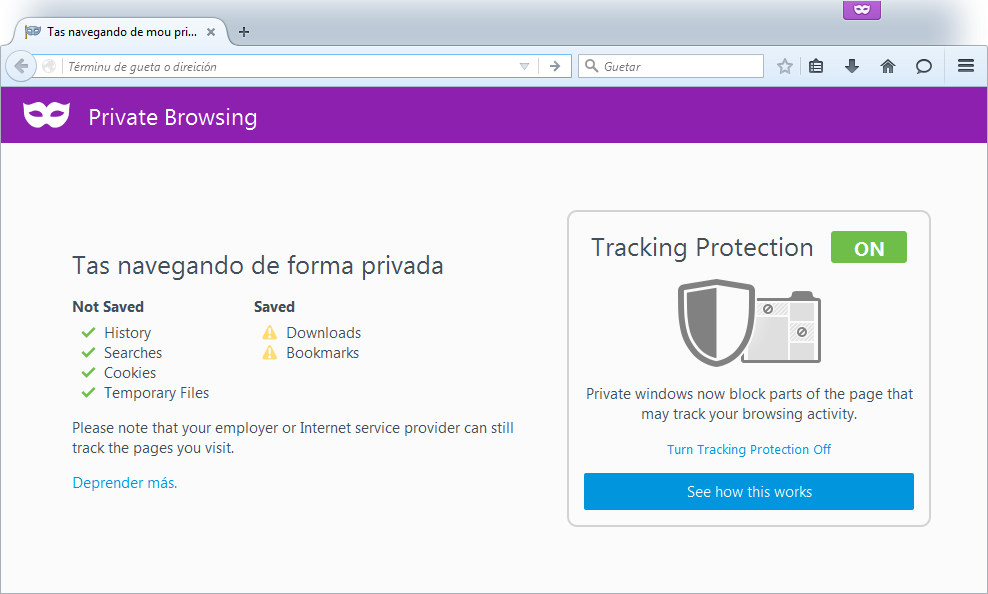 Tas navegando de mou pri...
Términu de gueta o direición
Guetar
Private Browsing
Tas navegando de forma privada
Not Saved
History
Searches
Cookies
Temporary Files
Saved
Downloads
Bookmarks
Please note that your employer or Internet service provider can still
track the pages you visit.
Deprender más.
Tracking Protection
ON
Private windows now block parts of the page that
may track your browsing activity.
Turn Tracking Protection Off
See how this works